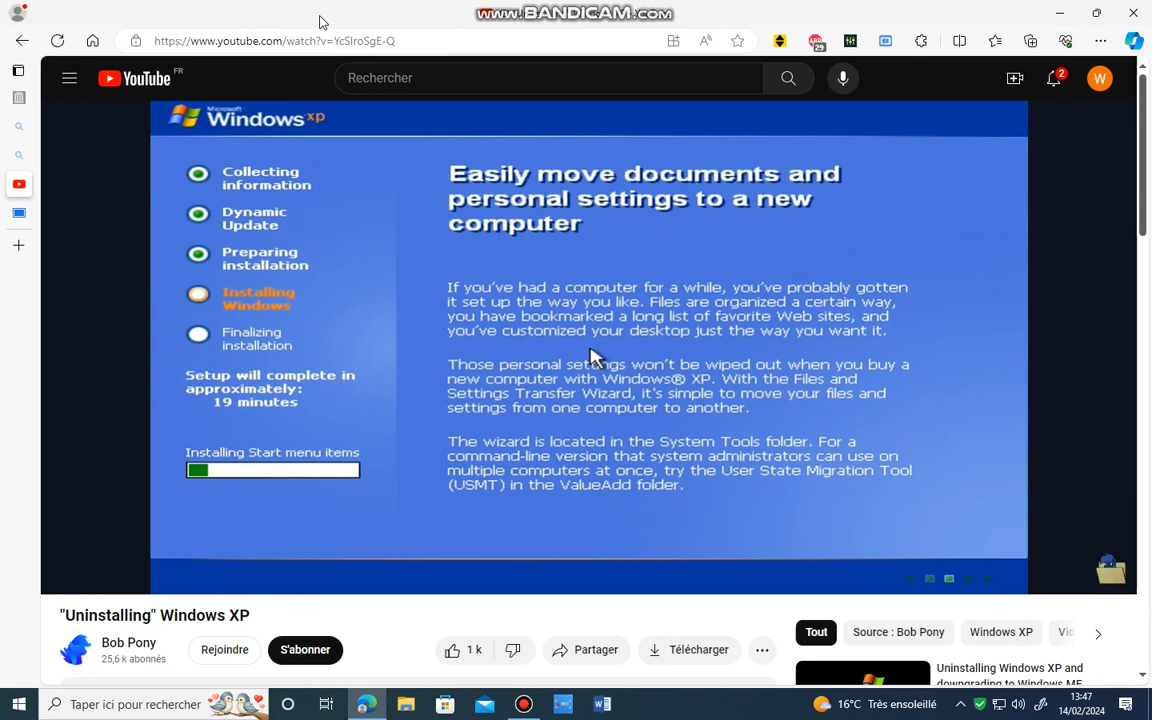 www.BANDICAM.com
https://www.youtube.com/watch?v=YcSIroSgE-Q
29
YouTube FR
Rechercher
2
W
Microsoft
Windows xp
Collecting
information
Dynamic
Update
Preparing
installation
Installing
Windows
Finalizing
installation
Setup will complete in
approximately:
19 minutes
Installing Start menu items
Easily move documents and
personal settings to a new
computer
If you've had a computer for a while, you've probably gotten
it set up the way you like. Files are organized a certain way,
you have bookmarked a long list of favorite Web sites, and
you've customized your desktop just the way you want it.
Those personal settings won't be wiped out when you buy a
new computer with Windows® XP. With the Files and
Settings Transfer Wizard, it's simple to move your files and
settings from one computer to another.
The wizard is located in the System Tools folder. For a
command-line version that system administrators can use on
multiple computers at once, try the User State Migration Tool
(USMT) in the ValueAdd folder.
"Uninstalling" Windows XP
Bob Pony
25,6 k abonnés
Rejoindre
S'abonner
1 k
Partager
Télécharger
Tout
Source : Bob Pony
Windows XP
Vid
Uninstalling Windows XP and
downgrading to Windows ME
Taper ici pour rechercher
16°C Très ensoleillé
13:47
14/02/2024